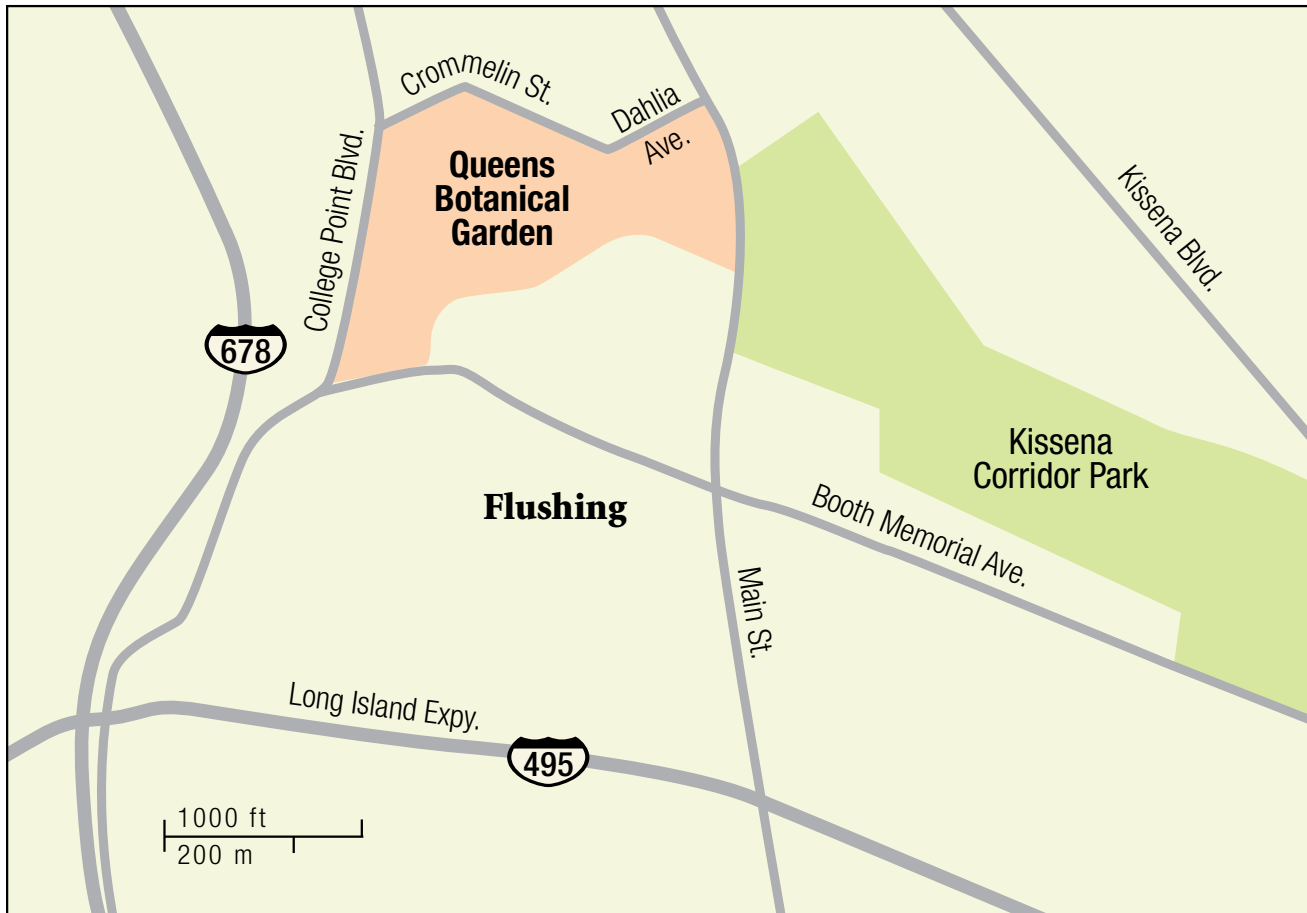 Crommelin St.
Dahlia
Ave.
College Point Blvd.
Queens
Botanical
Garden
Kissena Blvd.
678
Kissena
Corridor Park
Flushing
Booth Memorial Ave.
Main St.
Long Island Expy.
495
1000 ft
200 m